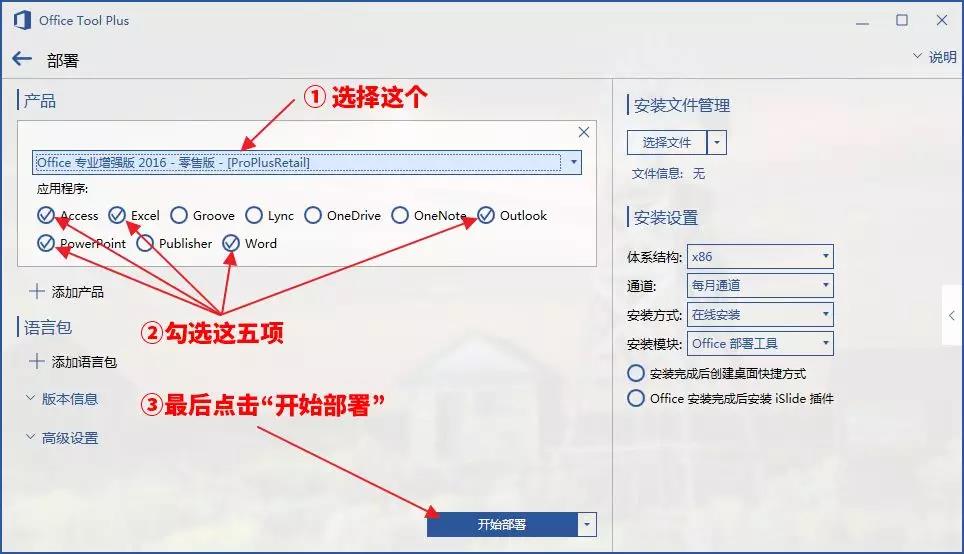 Office Tool Plus
部署
说明
产品
①选择这个
Office 专业增强版 2016 - 零售版 - [ProPlusRetail]
应用程序:
Access Excel Groove Lync OneDrive OneNote Outlook
PowerPoint Publisher Word
添加产品
语言包
②勾选这五项
添加语言包
版本信息
③最后点击“开始部署”
高级设置
开始部署
安装文件管理
选择文件
文件信息: 无
安装设置
体系结构: x86
通道: 每月通道
安装方式: 在线安装
安装模块: Office 部署工具
安装完成后创建桌面快捷方式
Office 安装完成后安装 iSlide 插件